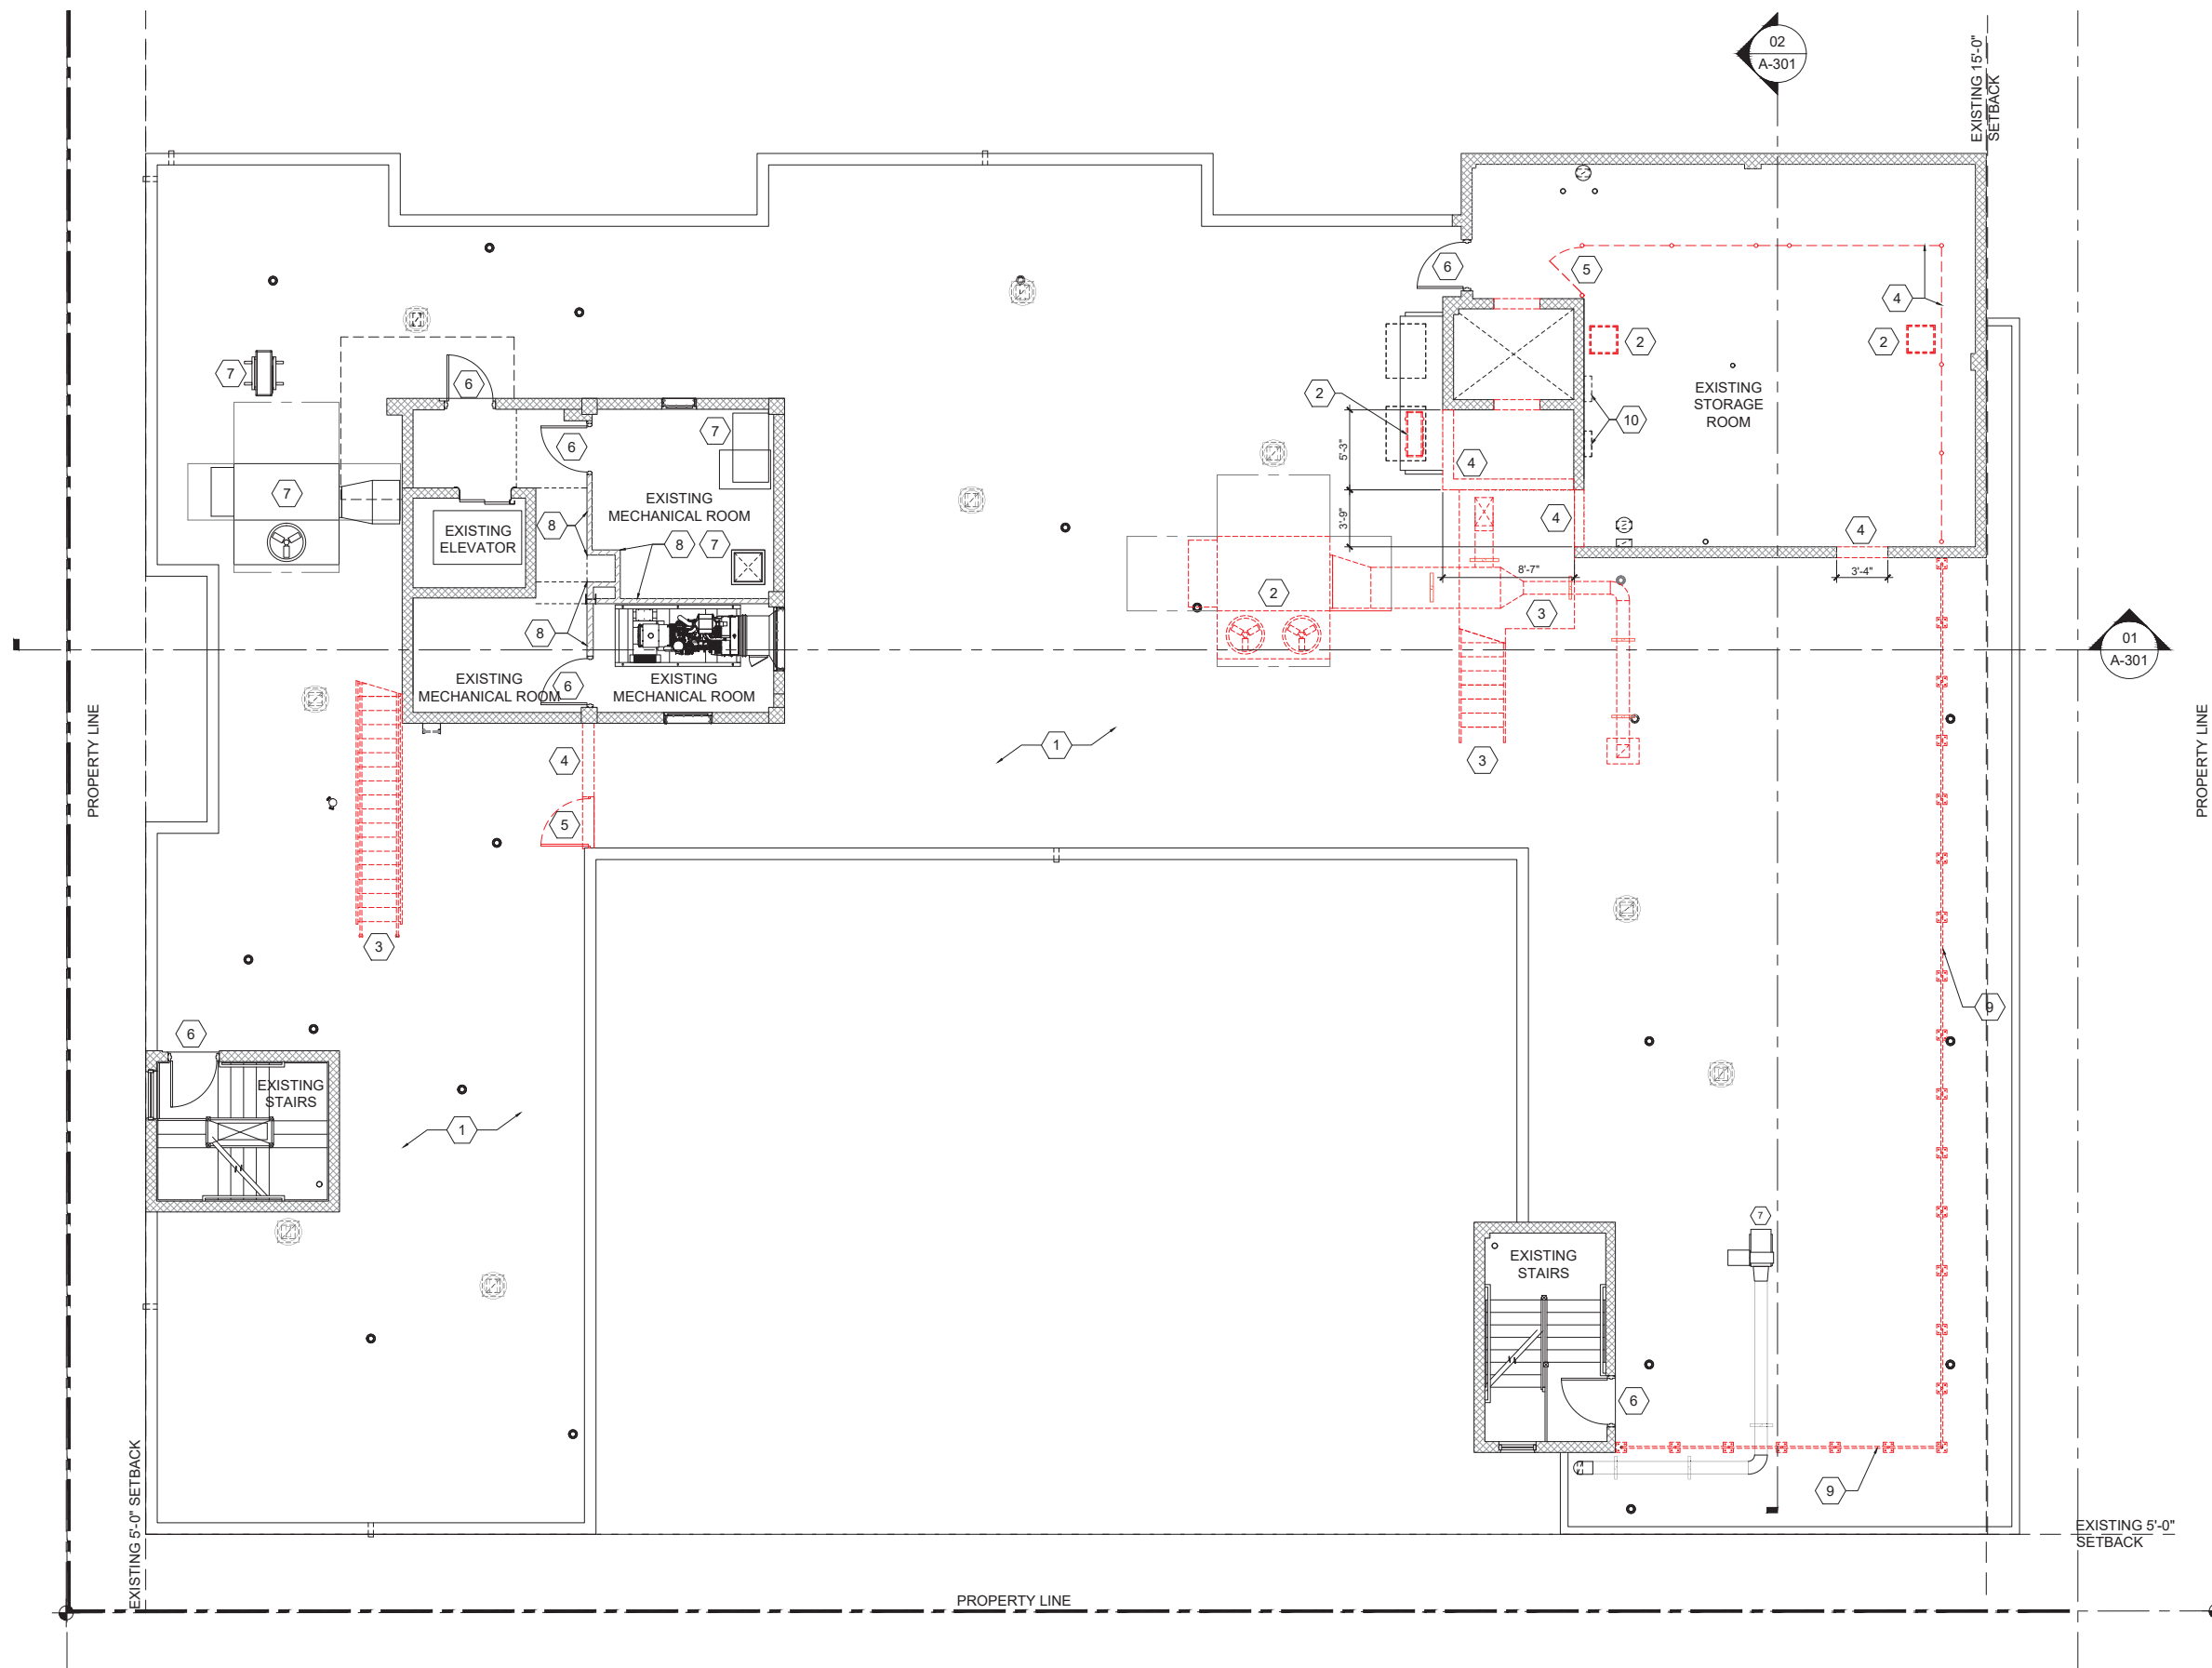 02
A-301
EXISTING 15'-0"
SETBACK
6
5
4
2
2
EXISTING
STORAGE
ROOM
10
2
5'-3"
4
3'-9"
4
4
3'-4"
8'-7"
2
3
3
7
6
6
7
EXISTING
MECHANICAL ROOM
7
EXISTING
ELEVATOR
8
8
7
8
EXISTING
MECHANICAL ROOM
6
EXISTING
MECHANICAL ROOM
01
A-301
PROPERTY LINE
PROPERTY LINE
1
4
5
3
9
6
EXISTING
STAIRS
1
7
EXISTING
STAIRS
6
9
EXISTING 5'-0" SETBACK
EXISTING 5'-0"
SETBACK
PROPERTY LINE